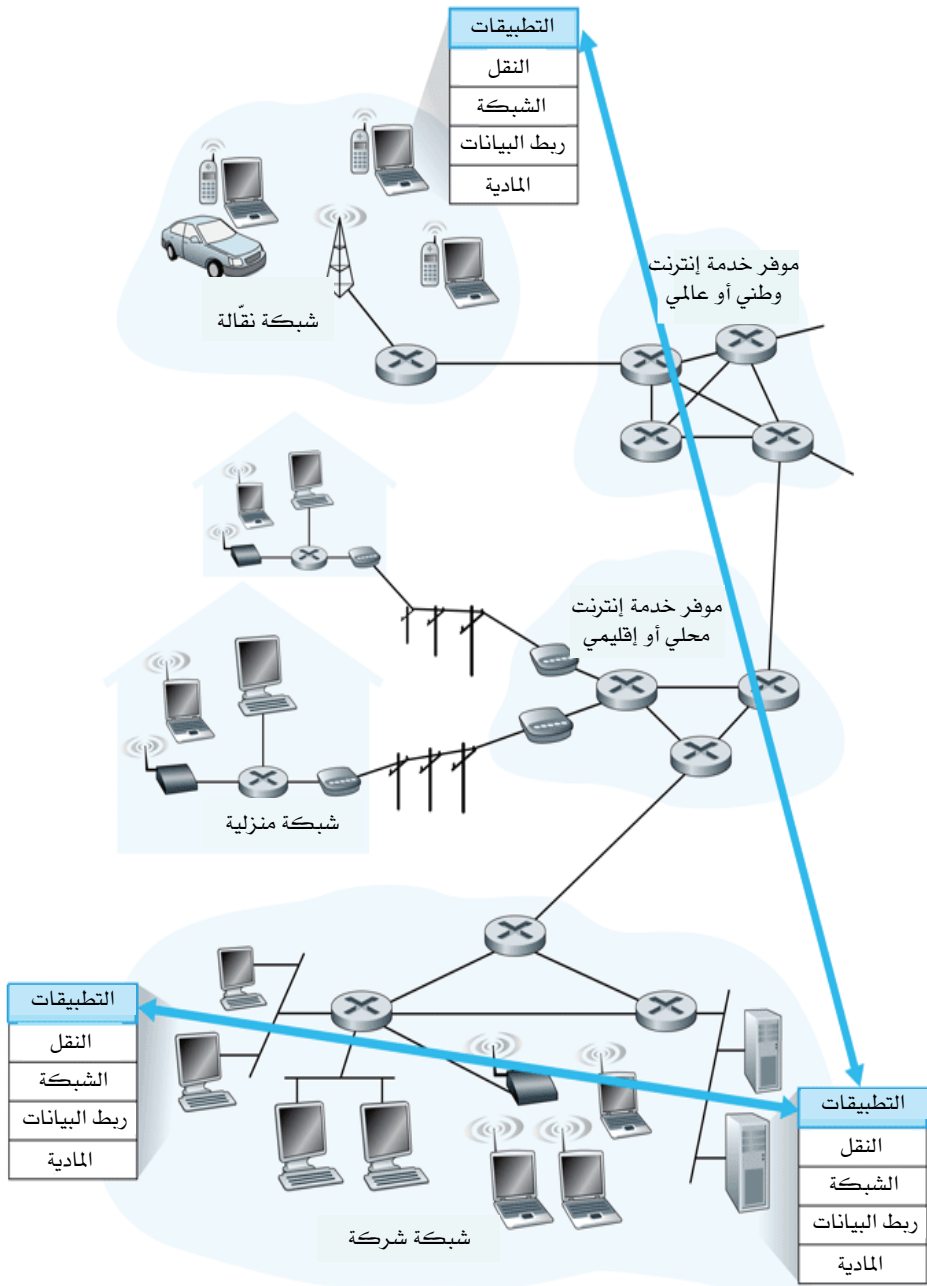 التطبيقات
النقل
الشبكة
ربط البيانات
المادية
موفر خدمة إنترنت
وطني أو عالمي
شبكة نقّالة
موفر خدمة إنترنت
محلي أو إقليمي
شبكة منزلية
التطبيقات
النقل
الشبكة
ربط البيانات
المادية
التطبيقات
النقل
الشبكة
ربط البيانات
المادية
شبكة شركة